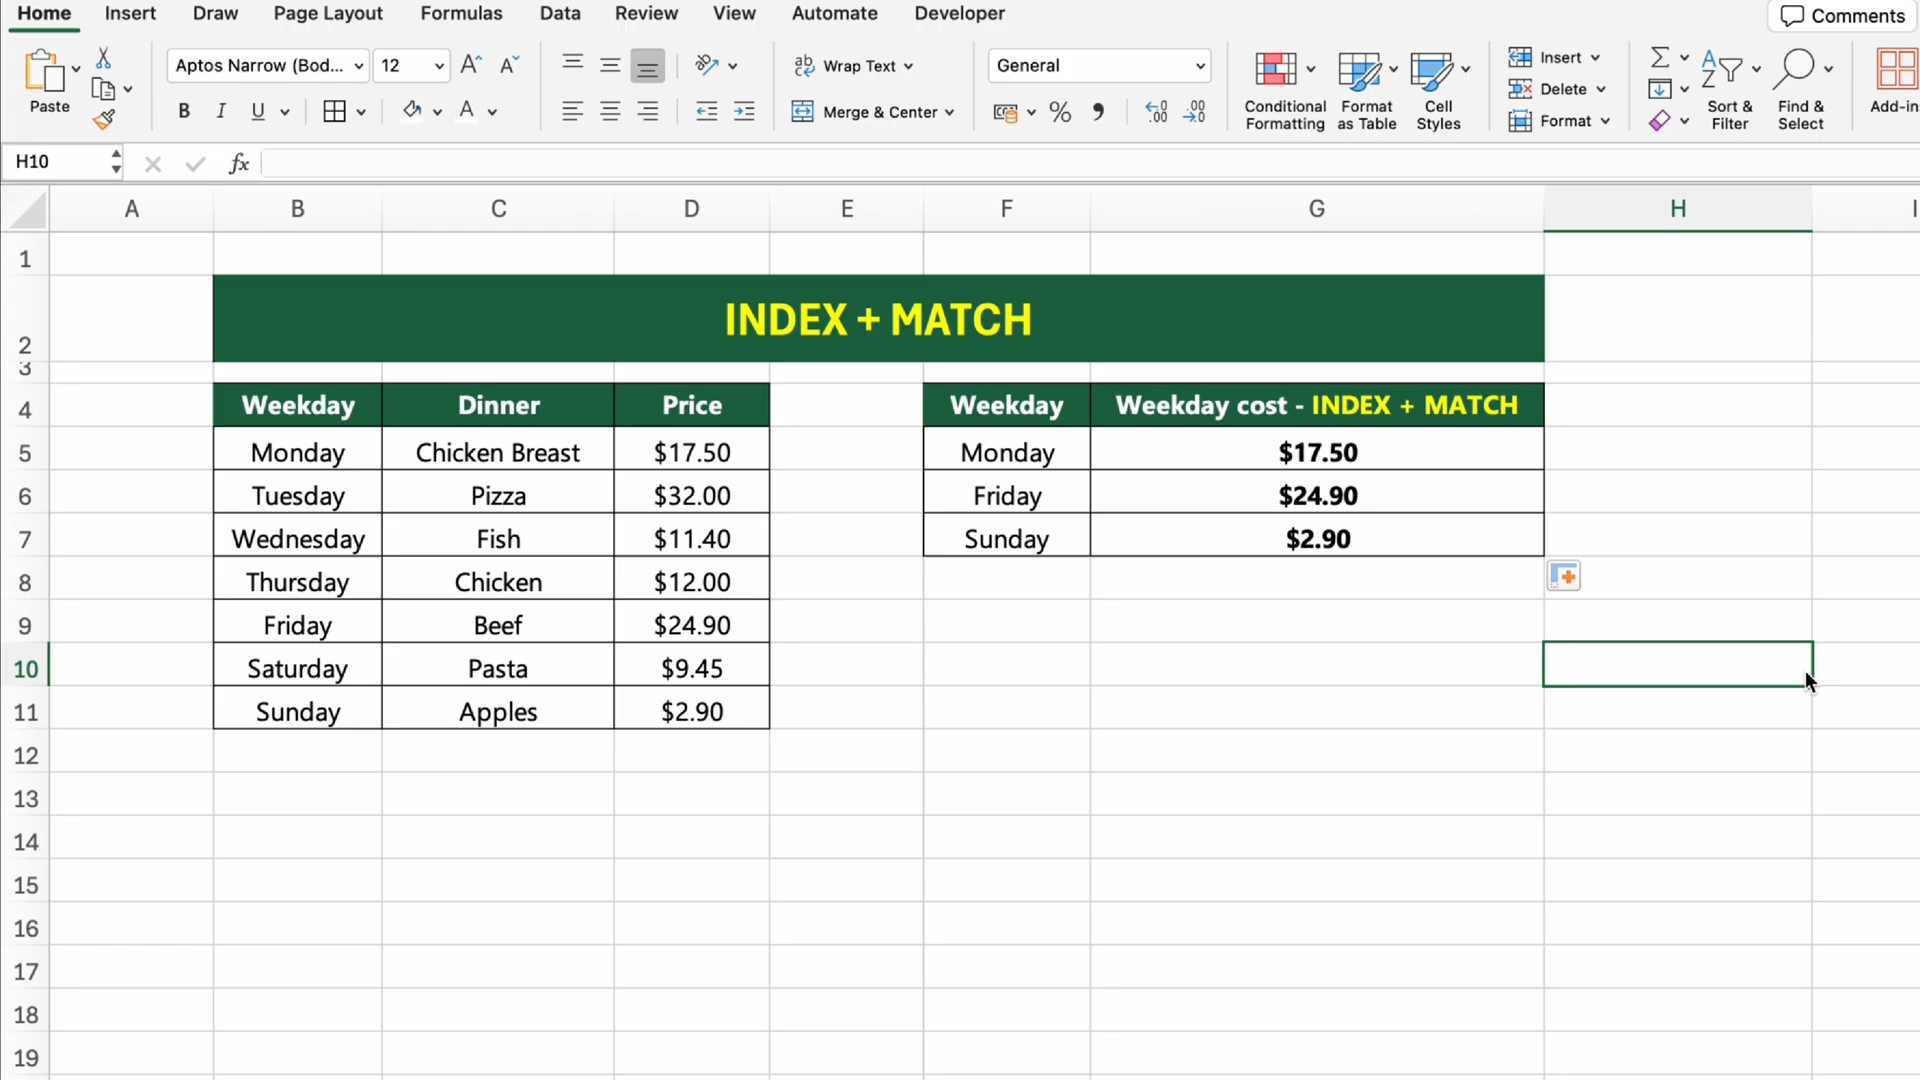 Home Insert Draw Page Layout Formulas Data Review View Automate Developer Comments
Paste Aptos Narrow (Bod... 12 A A ab Wrap Text General Insert
B I U A Merge & Center % Conditional Formatting Format as Table Cell Styles Delete Format Sort & Filter Find & Select Add-in
H10 fx
A B C D E F G H I
1
2 INDEX + MATCH
3
4 Weekday Dinner Price Weekday Weekday cost - INDEX + MATCH
5 Monday Chicken Breast $17.50 Monday $17.50
6 Tuesday Pizza $32.00 Friday $24.90
7 Wednesday Fish $11.40 Sunday $2.90
8 Thursday Chicken $12.00
9 Friday Beef $24.90
10 Saturday Pasta $9.45
11 Sunday Apples $2.90
12
13
14
15
16
17
18
19